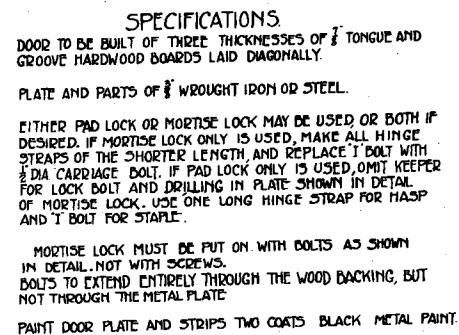 SPECIFICATIONS.
DOOR TO BE BUILT OF THREE THICKNESSES OF 7/8" TONGUE AND
GROOVE HARDWOOD BOARDS LAID DIAGONALLY.
PLATE AND PARTS OF 3/8" WROUGHT IRON OR STEEL.
EITHER PAD LOCK OR MORTISE LOCK MAY BE USED, OR BOTH IF
DESIRED. IF MORTISE LOCK ONLY IS USED, MAKE ALL HINGE
STRAPS OF THE SHORTER LENGTH, AND REPLACE 'I' BOLT WITH
1/2" DIA CARRIAGE BOLT. IF PAD LOCK ONLY IS USED, OMIT KEEPER
FOR LOCK BOLT AND DRILLING IN PLATE SHOWN IN DETAIL
OF MORTISE LOCK. USE ONE LONG HINGE STRAP FOR HASP
AND 'I' BOLT FOR STAPLE.
MORTISE LOCK MUST BE PUT ON WITH BOLTS AS SHOWN
IN DETAIL. NOT WITH SCREWS.
BOLTS TO EXTEND ENTIRELY THROUGH THE WOOD BACKING, BUT
NOT THROUGH THE METAL PLATE
PAINT DOOR PLATE AND STRIPS TWO COATS BLACK METAL PAINT.